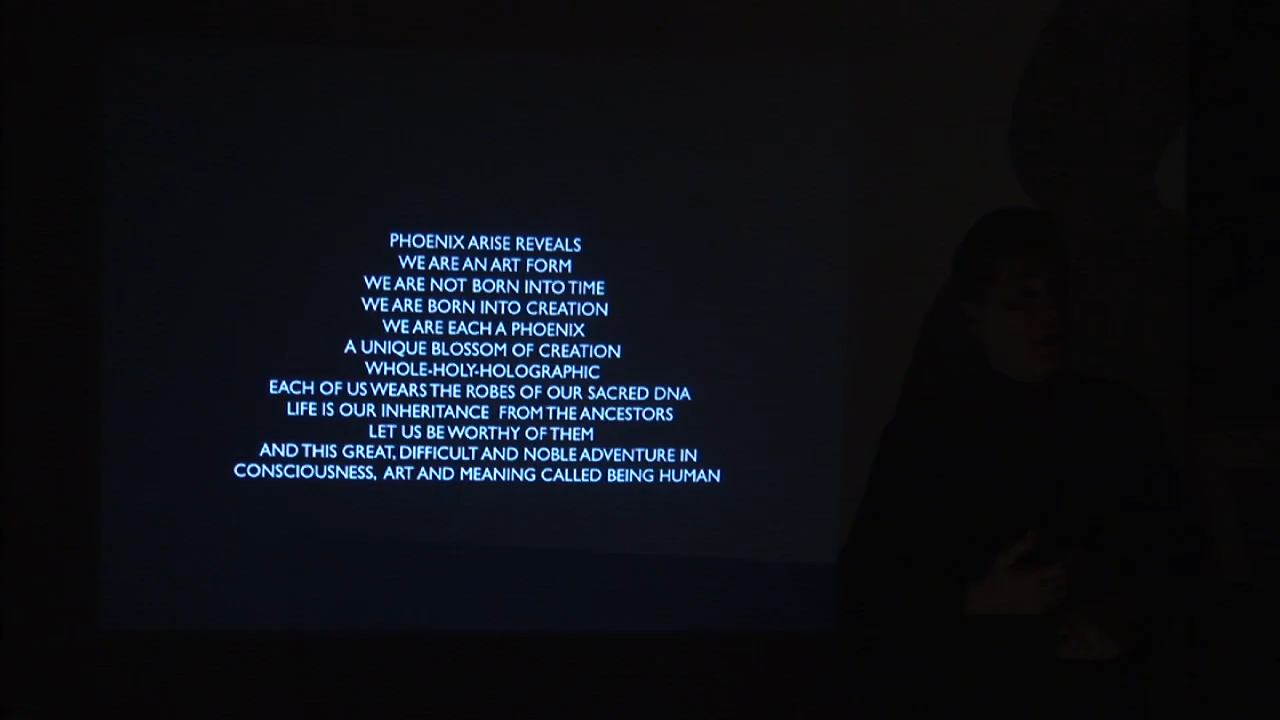 PHOENIX ARISE REVEALS
WE ARE AN ART FORM
WE ARE NOT BORN INTO TIME
WE ARE BORN INTO CREATION
WE ARE EACH A PHOENIX
A UNIQUE BLOSSOM OF CREATION
WHOLE-HOLY-HOLOGRAPHIC
EACH OF US WEARS THE ROBES OF OUR SACRED DNA
LIFE IS OUR INHERITANCE FROM THE ANCESTORS
LET US BE WORTHY OF THEM
AND THIS GREAT, DIFFICULT AND NOBLE ADVENTURE IN
CONSCIOUSNESS, ART AND MEANING CALLED BEING HUMAN